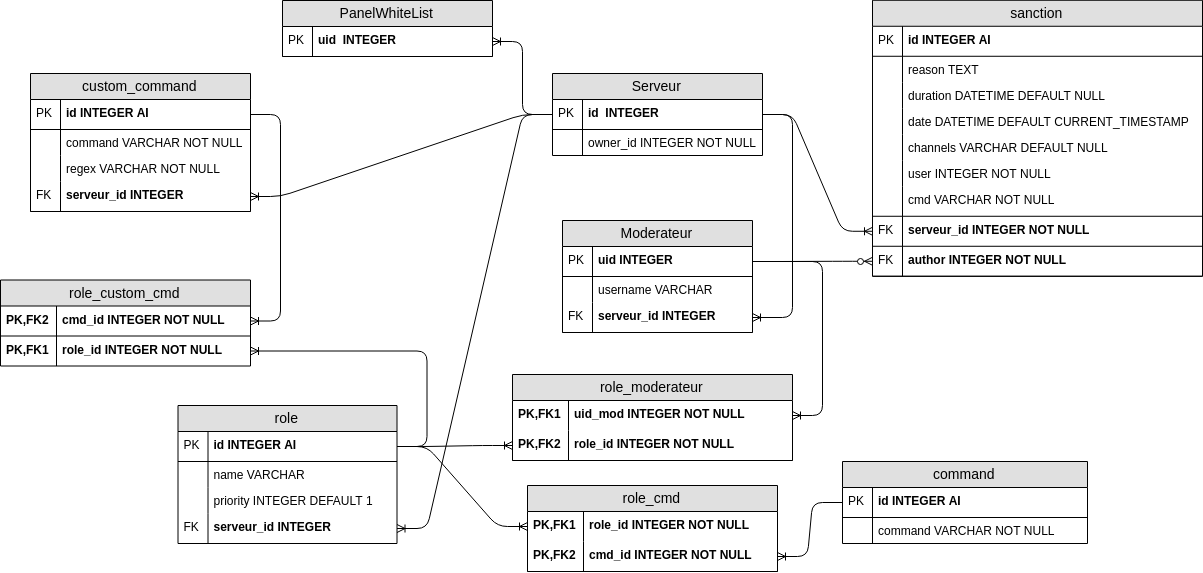 PanelWhiteList
PK uid  INTEGER
sanction
PK id INTEGER AI
reason TEXT
duration DATETIME DEFAULT NULL
date DATETIME DEFAULT CURRENT_TIMESTAMP
channels VARCHAR DEFAULT NULL
user INTEGER NOT NULL
cmd VARCHAR NOT NULL
FK serveur_id INTEGER NOT NULL
FK author INTEGER NOT NULL
custom_command
PK id INTEGER AI
command VARCHAR NOT NULL
regex VARCHAR NOT NULL
FK serveur_id INTEGER
Serveur
PK id  INTEGER
owner_id INTEGER NOT NULL
Moderateur
PK uid INTEGER
username VARCHAR
FK serveur_id INTEGER
role_custom_cmd
PK,FK2 cmd_id INTEGER NOT NULL
PK,FK1 role_id INTEGER NOT NULL
role_moderateur
PK,FK1 uid_mod INTEGER NOT NULL
PK,FK2 role_id INTEGER NOT NULL
role
PK id INTEGER AI
name VARCHAR
priority INTEGER DEFAULT 1
FK serveur_id INTEGER
role_cmd
PK,FK1 role_id INTEGER NOT NULL
PK,FK2 cmd_id INTEGER NOT NULL
command
PK id INTEGER AI
command VARCHAR NOT NULL